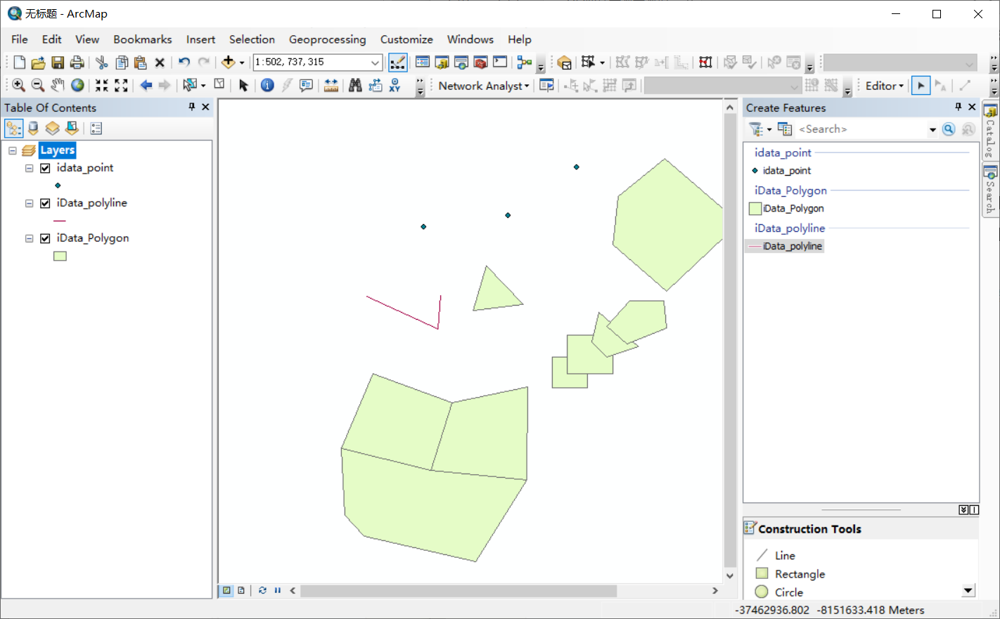 无标题 - ArcMap
File Edit View Bookmarks Insert Selection Geoprocessing Customize Windows Help
1:502,737,315
Network Analyst
Editor
Table Of Contents
Layers
idata_point
iData_polyline
iData_Polygon
Create Features
<Search>
idata_point
idata_point
iData_Polygon
iData_Polygon
iData_polyline
iData_polyline
Construction Tools
Line
Rectangle
Circle
Catalog
Search
-37462936.802 -8151633.418 Meters